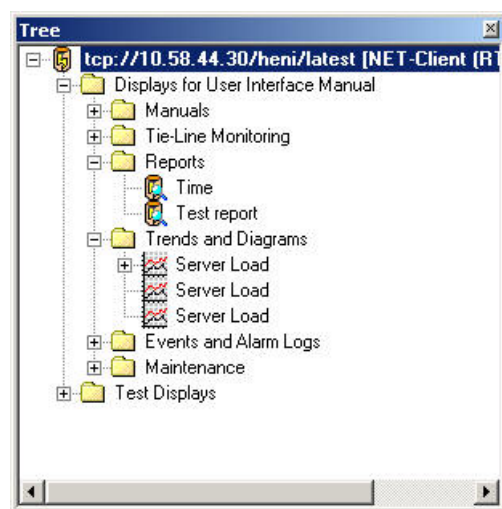 Tree
tcp://10.58.44.30/heni/latest [NET-Client (RT
Displays for User Interface Manual
Manuals
Tie-Line Monitoring
Reports
Time
Test report
Trends and Diagrams
Server Load
Server Load
Server Load
Events and Alarm Logs
Maintenance
Test Displays